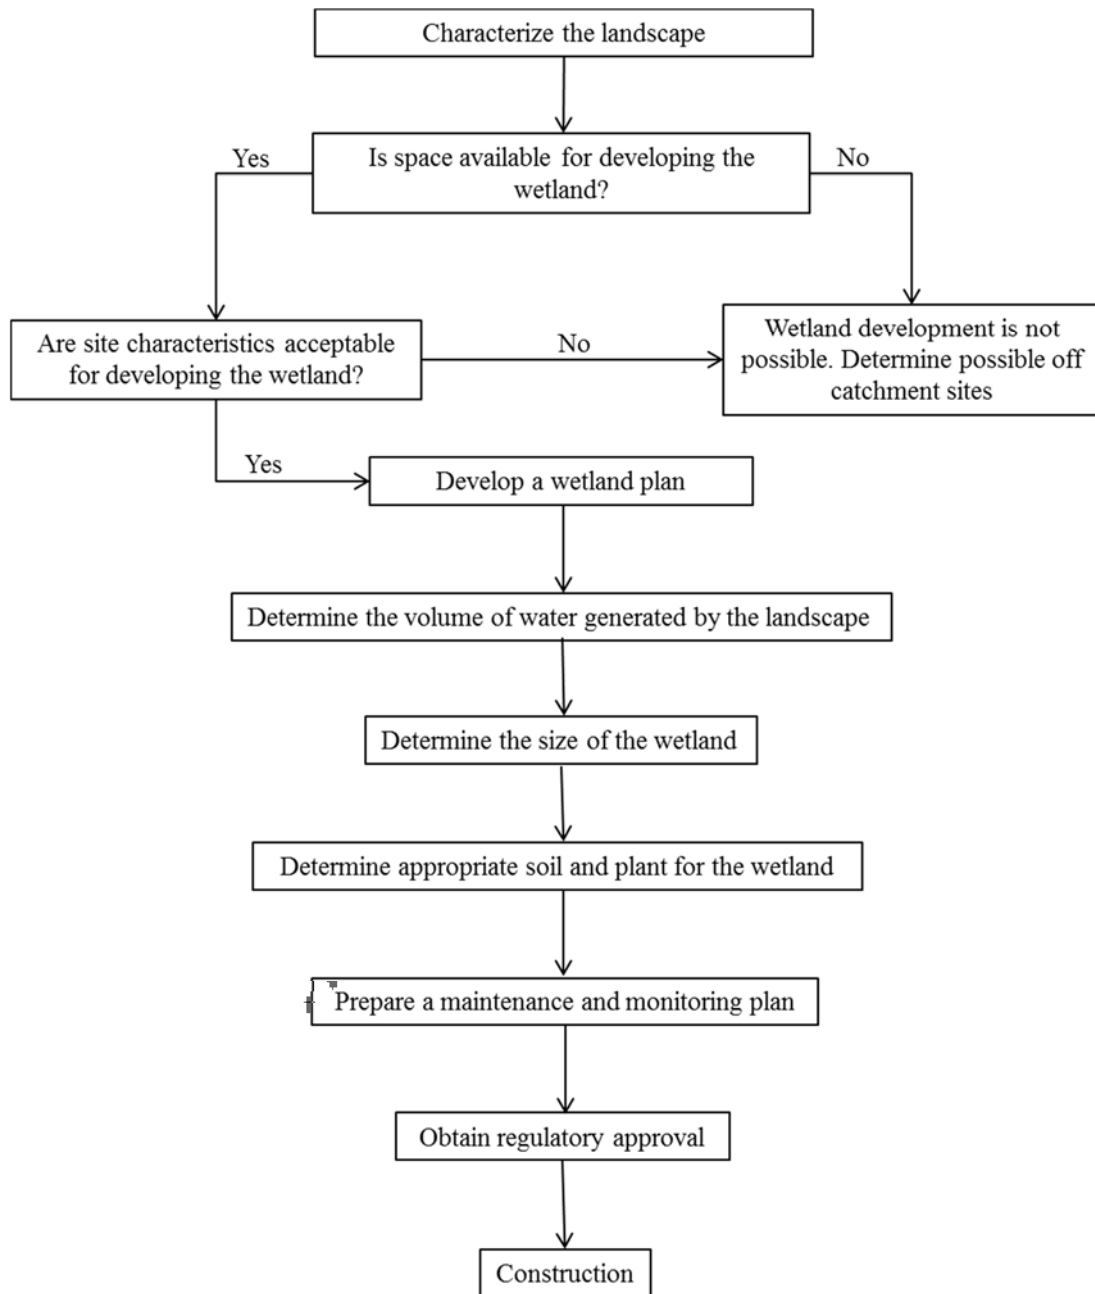 Characterize the landscape
Is space available for developing the
wetland?
Yes
No
Are site characteristics acceptable
for developing the wetland?
No
Wetland development is not
possible. Determine possible off
catchment sites
Yes
Develop a wetland plan
Determine the volume of water generated by the landscape
Determine the size of the wetland
Determine appropriate soil and plant for the wetland
Prepare a maintenance and monitoring plan
Obtain regulatory approval
Construction